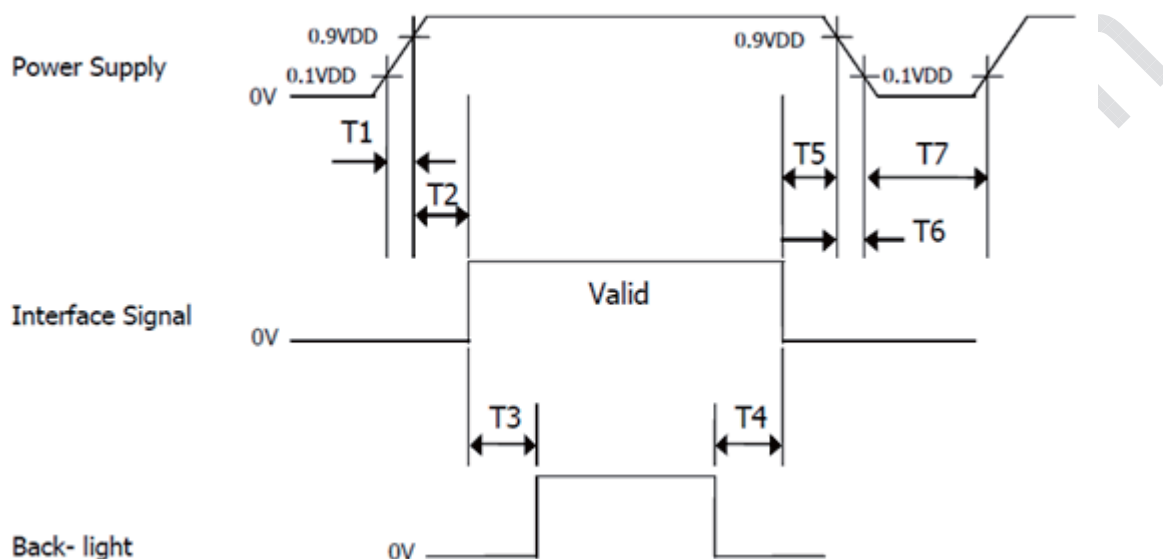 0.9VDD
0.9VDD
Power Supply
0.1VDD
0.1VDD
0V
T1
T5
T7
T2
T6
Valid
Interface Signal
0V
T3
T4
Back- light
0V